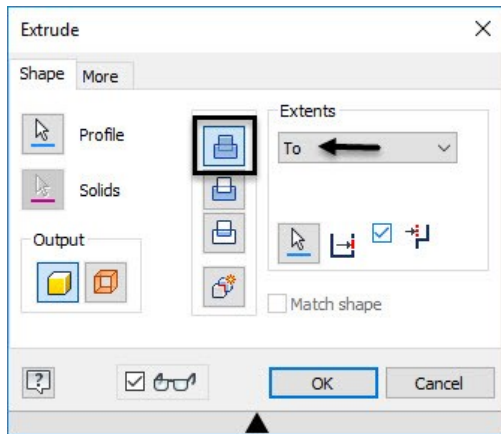 Extrude
Shape
More
Profile
Solids
Output
Extents
To
Match shape
OK
Cancel